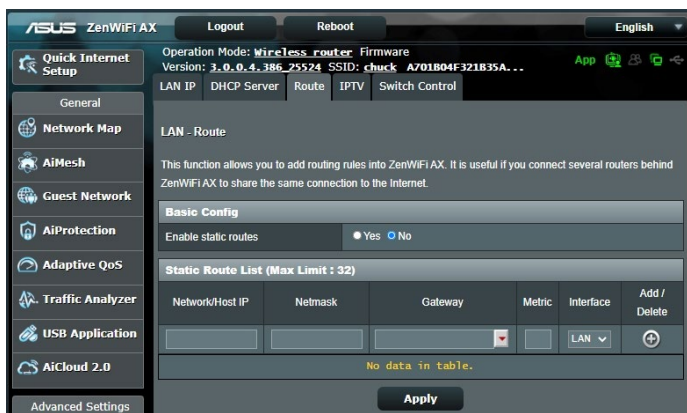 ASUS ZenWiFi AX Logout Reboot English
Quick Internet Setup
General
Network Map
AiMesh
Guest Network
AiProtection
Adaptive QoS
Traffic Analyzer
USB Application
AiCloud 2.0
Advanced Settings
Operation Mode: Wireless router Firmware
Version: 3.0.0.4.386_25524 SSID: chuck A701B04F321B35A...
App
LAN IP DHCP Server Route IPTV Switch Control
LAN - Route
This function allows you to add routing rules into ZenWiFi AX. It is useful if you connect several routers behind
ZenWiFi AX to share the same connection to the Internet.
Basic Config
Enable static routes Yes No
Static Route List (Max Limit : 32)
Network/Host IP Netmask Gateway Metric Interface Add / Delete
LAN
No data in table.
Apply